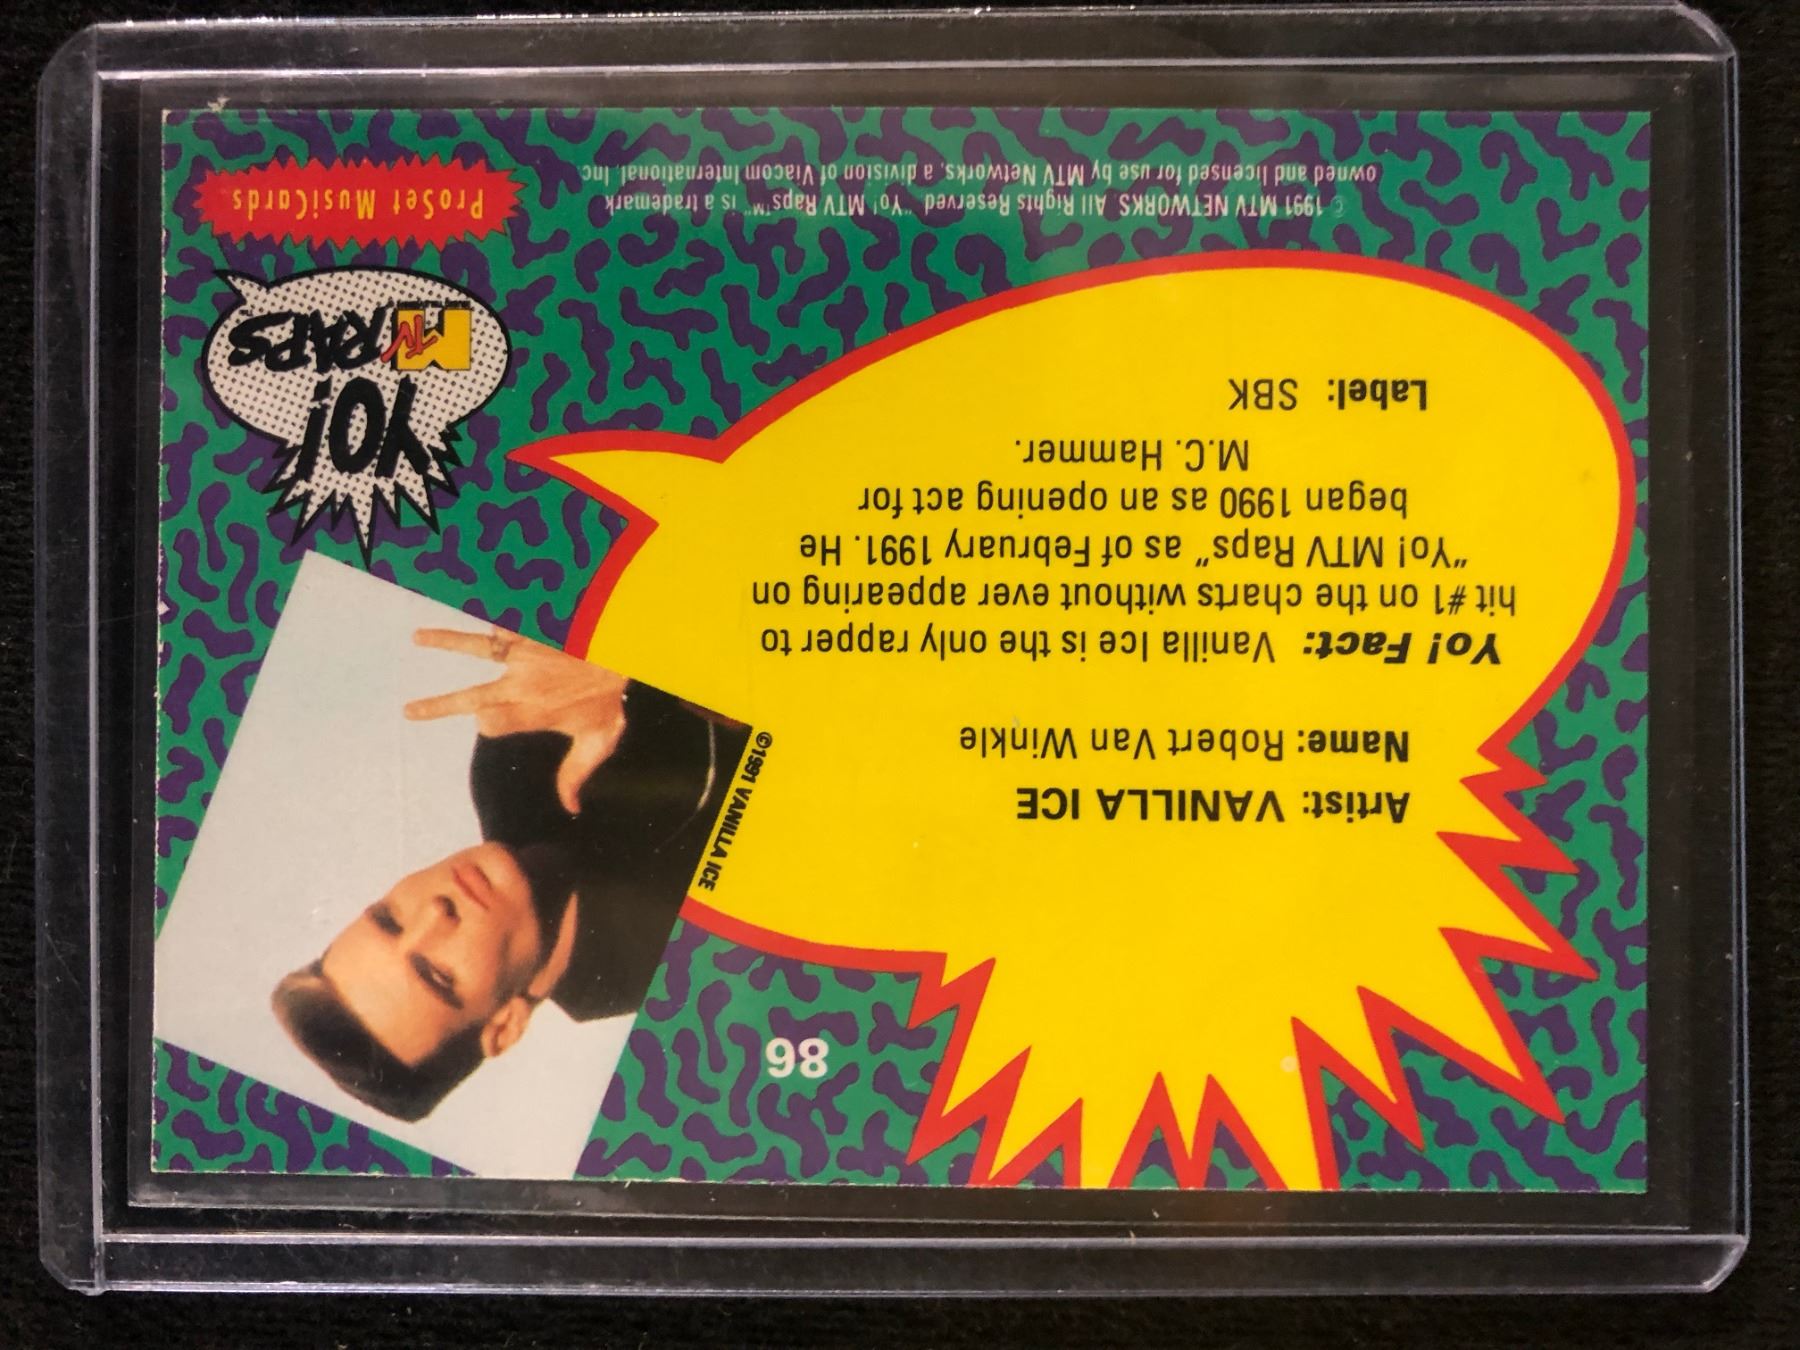 86
Artist: VANILLA ICE
Name: Robert Van Winkle
Yo! Fact: Vanilla Ice is the only rapper to
hit #1 on the charts without ever appearing on
"Yo! MTV Raps" as of February 1991. He
began 1990 as an opening act for
M.C. Hammer.
Label: SBK
©1991 VANILLA ICE
YO!
MTV RAPS
© 1991 MTV NETWORKS. All Rights Reserved. "Yo! MTV Raps™" is a trademark
owned and licensed for use by MTV Networks, a division of Viacom International, Inc.
ProSet MusiCards